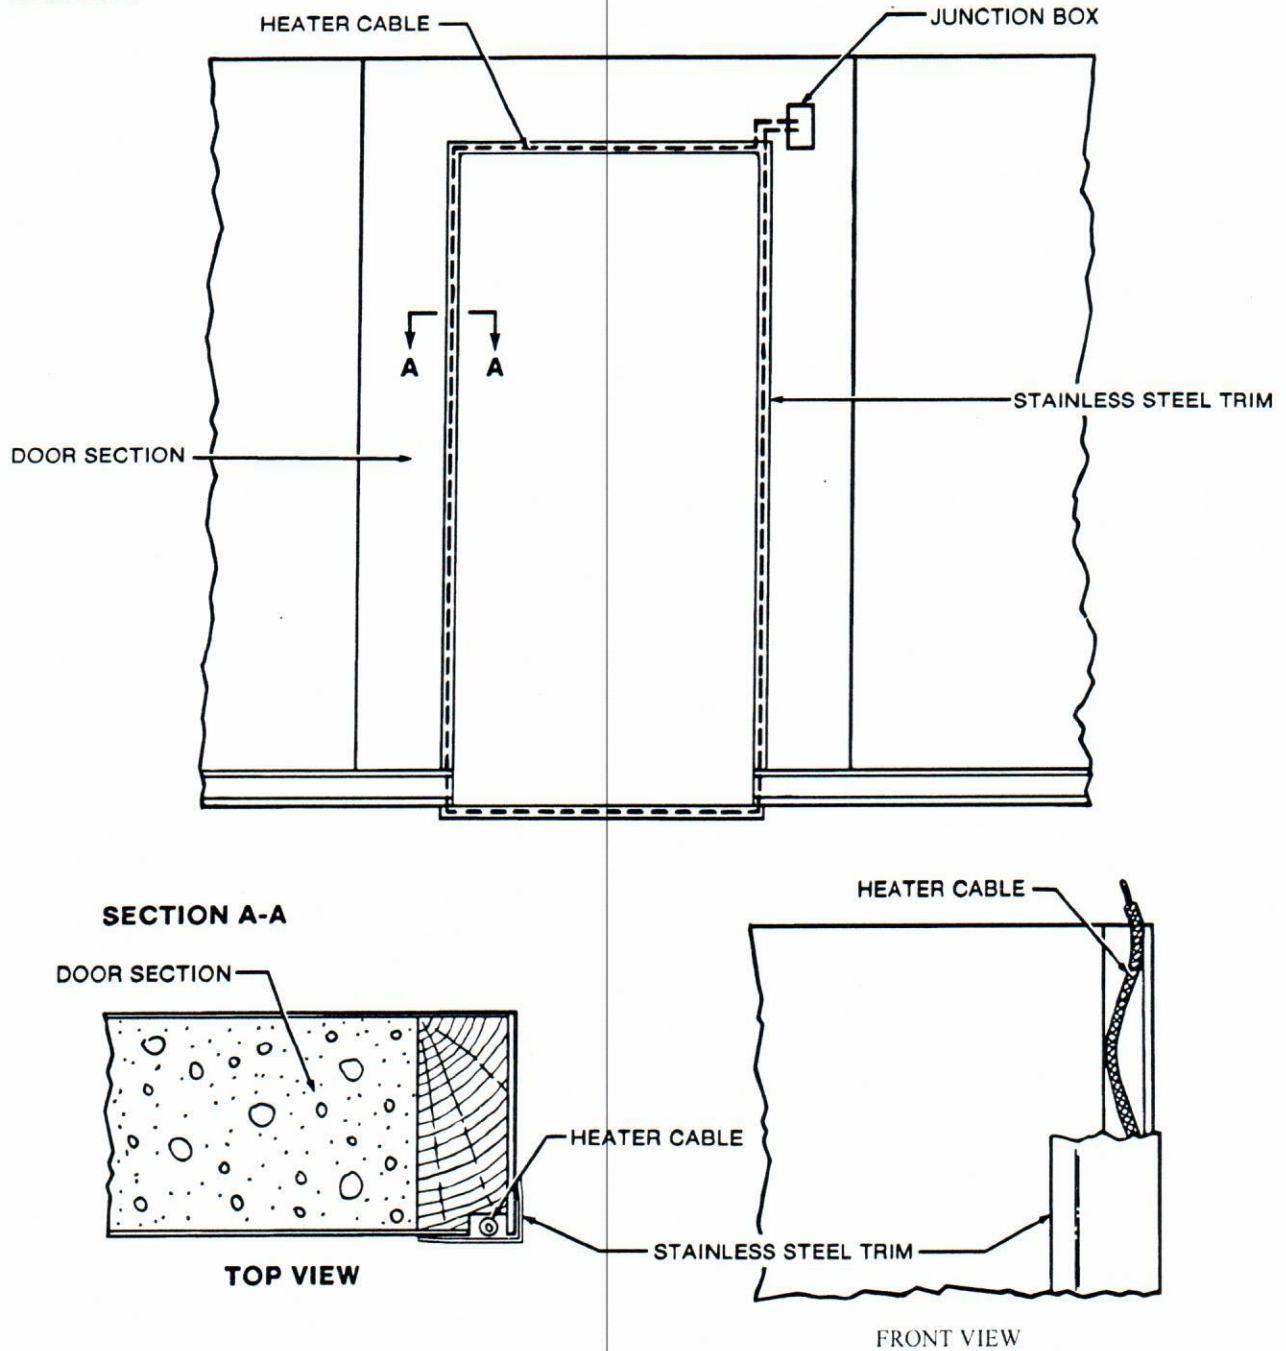 HEATER CABLE
JUNCTION BOX
A A
STAINLESS STEEL TRIM
DOOR SECTION
HEATER CABLE
SECTION A-A
DOOR SECTION
HEATER CABLE
STAINLESS STEEL TRIM
TOP VIEW
FRONT VIEW